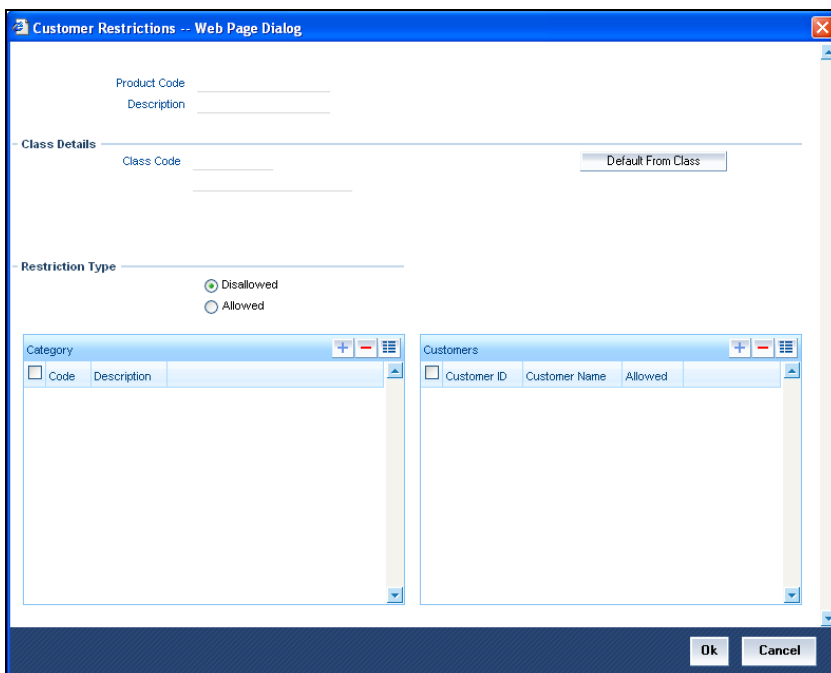 Customer Restrictions -- Web Page Dialog
Product Code
Description
Class Details
Class Code
Default From Class
Restriction Type
Disallowed
Allowed
Category
Code Description
Customers
Customer ID Customer Name Allowed
Ok Cancel